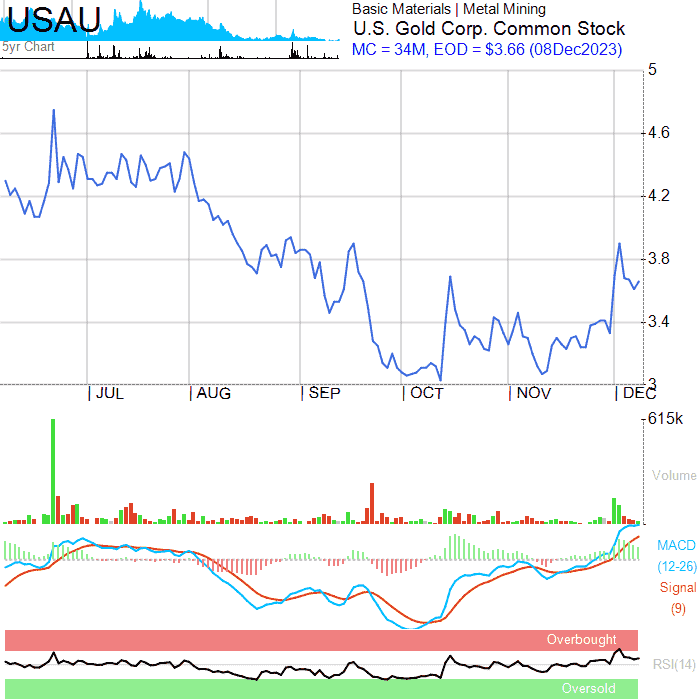 USAU
5yr Chart
Basic Materials | Metal Mining
U.S. Gold Corp. Common Stock
MC = 34M, EOD = $3.66 (08Dec2023)
5
4.6
4.2
3.8
3.4
3
JUL AUG SEP OCT NOV DEC
615k
Volume
MACD
(12-26)
Signal
(9)
Overbought
RSI(14)
Oversold